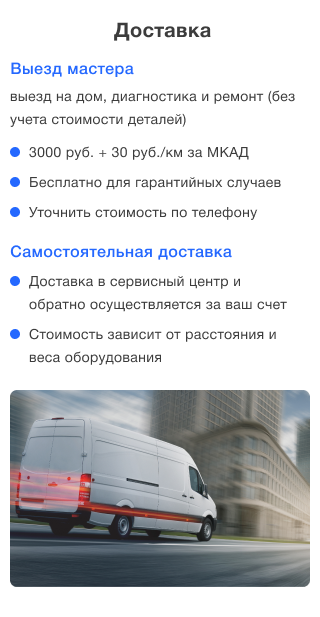 Доставка
Выезд мастера
выезд на дом, диагностика и ремонт (без
учета стоимости деталей)
3000 руб. + 30 руб./км за МКАД
Бесплатно для гарантийных случаев
Уточнить стоимость по телефону
Самостоятельная доставка
Доставка в сервисный центр и
обратно осуществляется за ваш счет
Стоимость зависит от расстояния и
веса оборудования